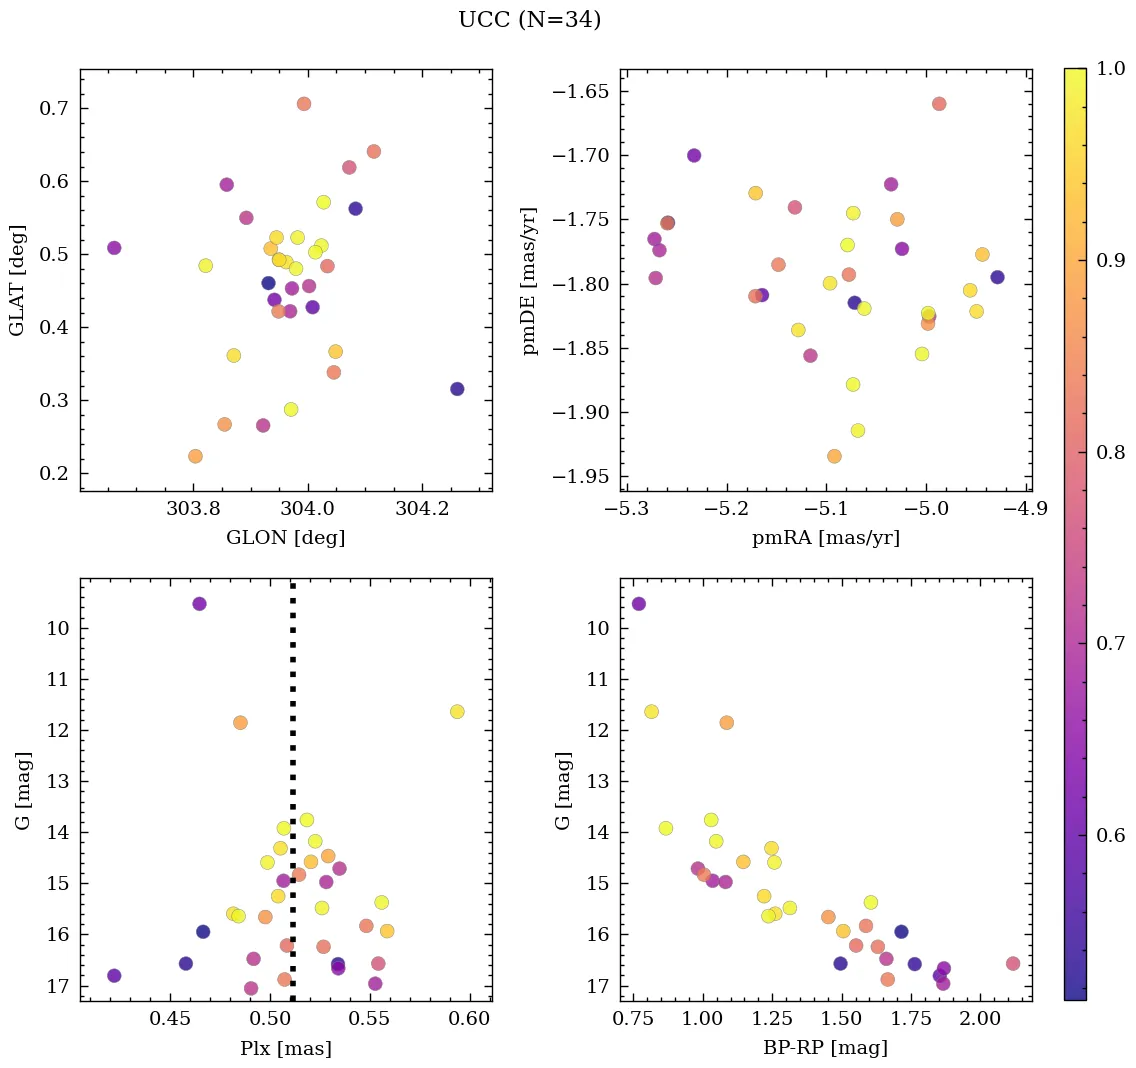 UCC (N=34)
0.7
0.6
0.5
0.4
0.3
0.2
GLAT [deg]
303.8 304.0 304.2
GLON [deg]
−1.65
−1.70
−1.75
−1.80
−1.85
−1.90
−1.95
pmDE [mas/yr]
−5.3 −5.2 −5.1 −5.0 −4.9
pmRA [mas/yr]
10
11
12
13
14
15
16
17
G [mag]
0.45 0.50 0.55 0.60
Plx [mas]
10
11
12
13
14
15
16
17
G [mag]
0.75 1.00 1.25 1.50 1.75 2.00
BP-RP [mag]
1.0
0.9
0.8
0.7
0.6